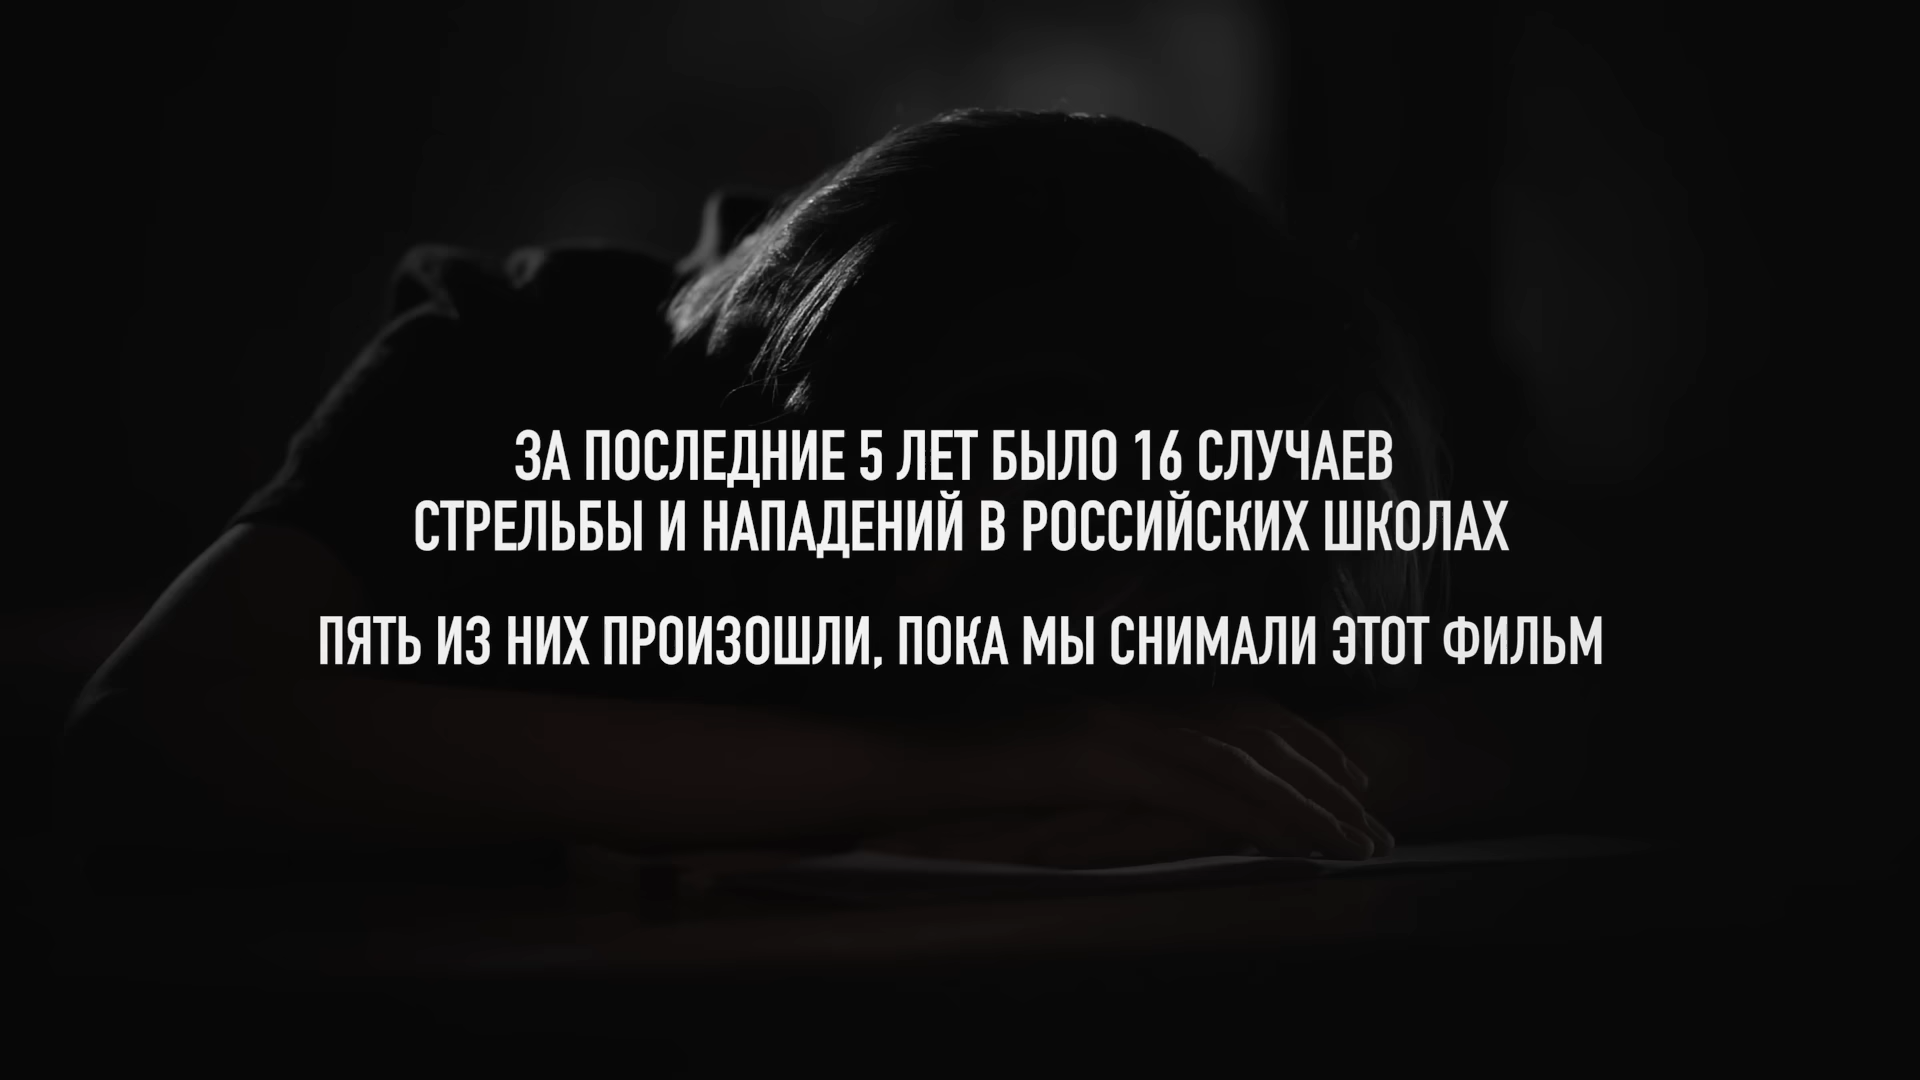 ЗА ПОСЛЕДНИЕ 5 ЛЕТ БЫЛО 16 СЛУЧАЕВ
СТРЕЛЬБЫ И НАПАДЕНИЙ В РОССИЙСКИХ ШКОЛАХ
ПЯТЬ ИЗ НИХ ПРОИЗОШЛИ, ПОКА МЫ СНИМАЛИ ЭТОТ ФИЛЬМ